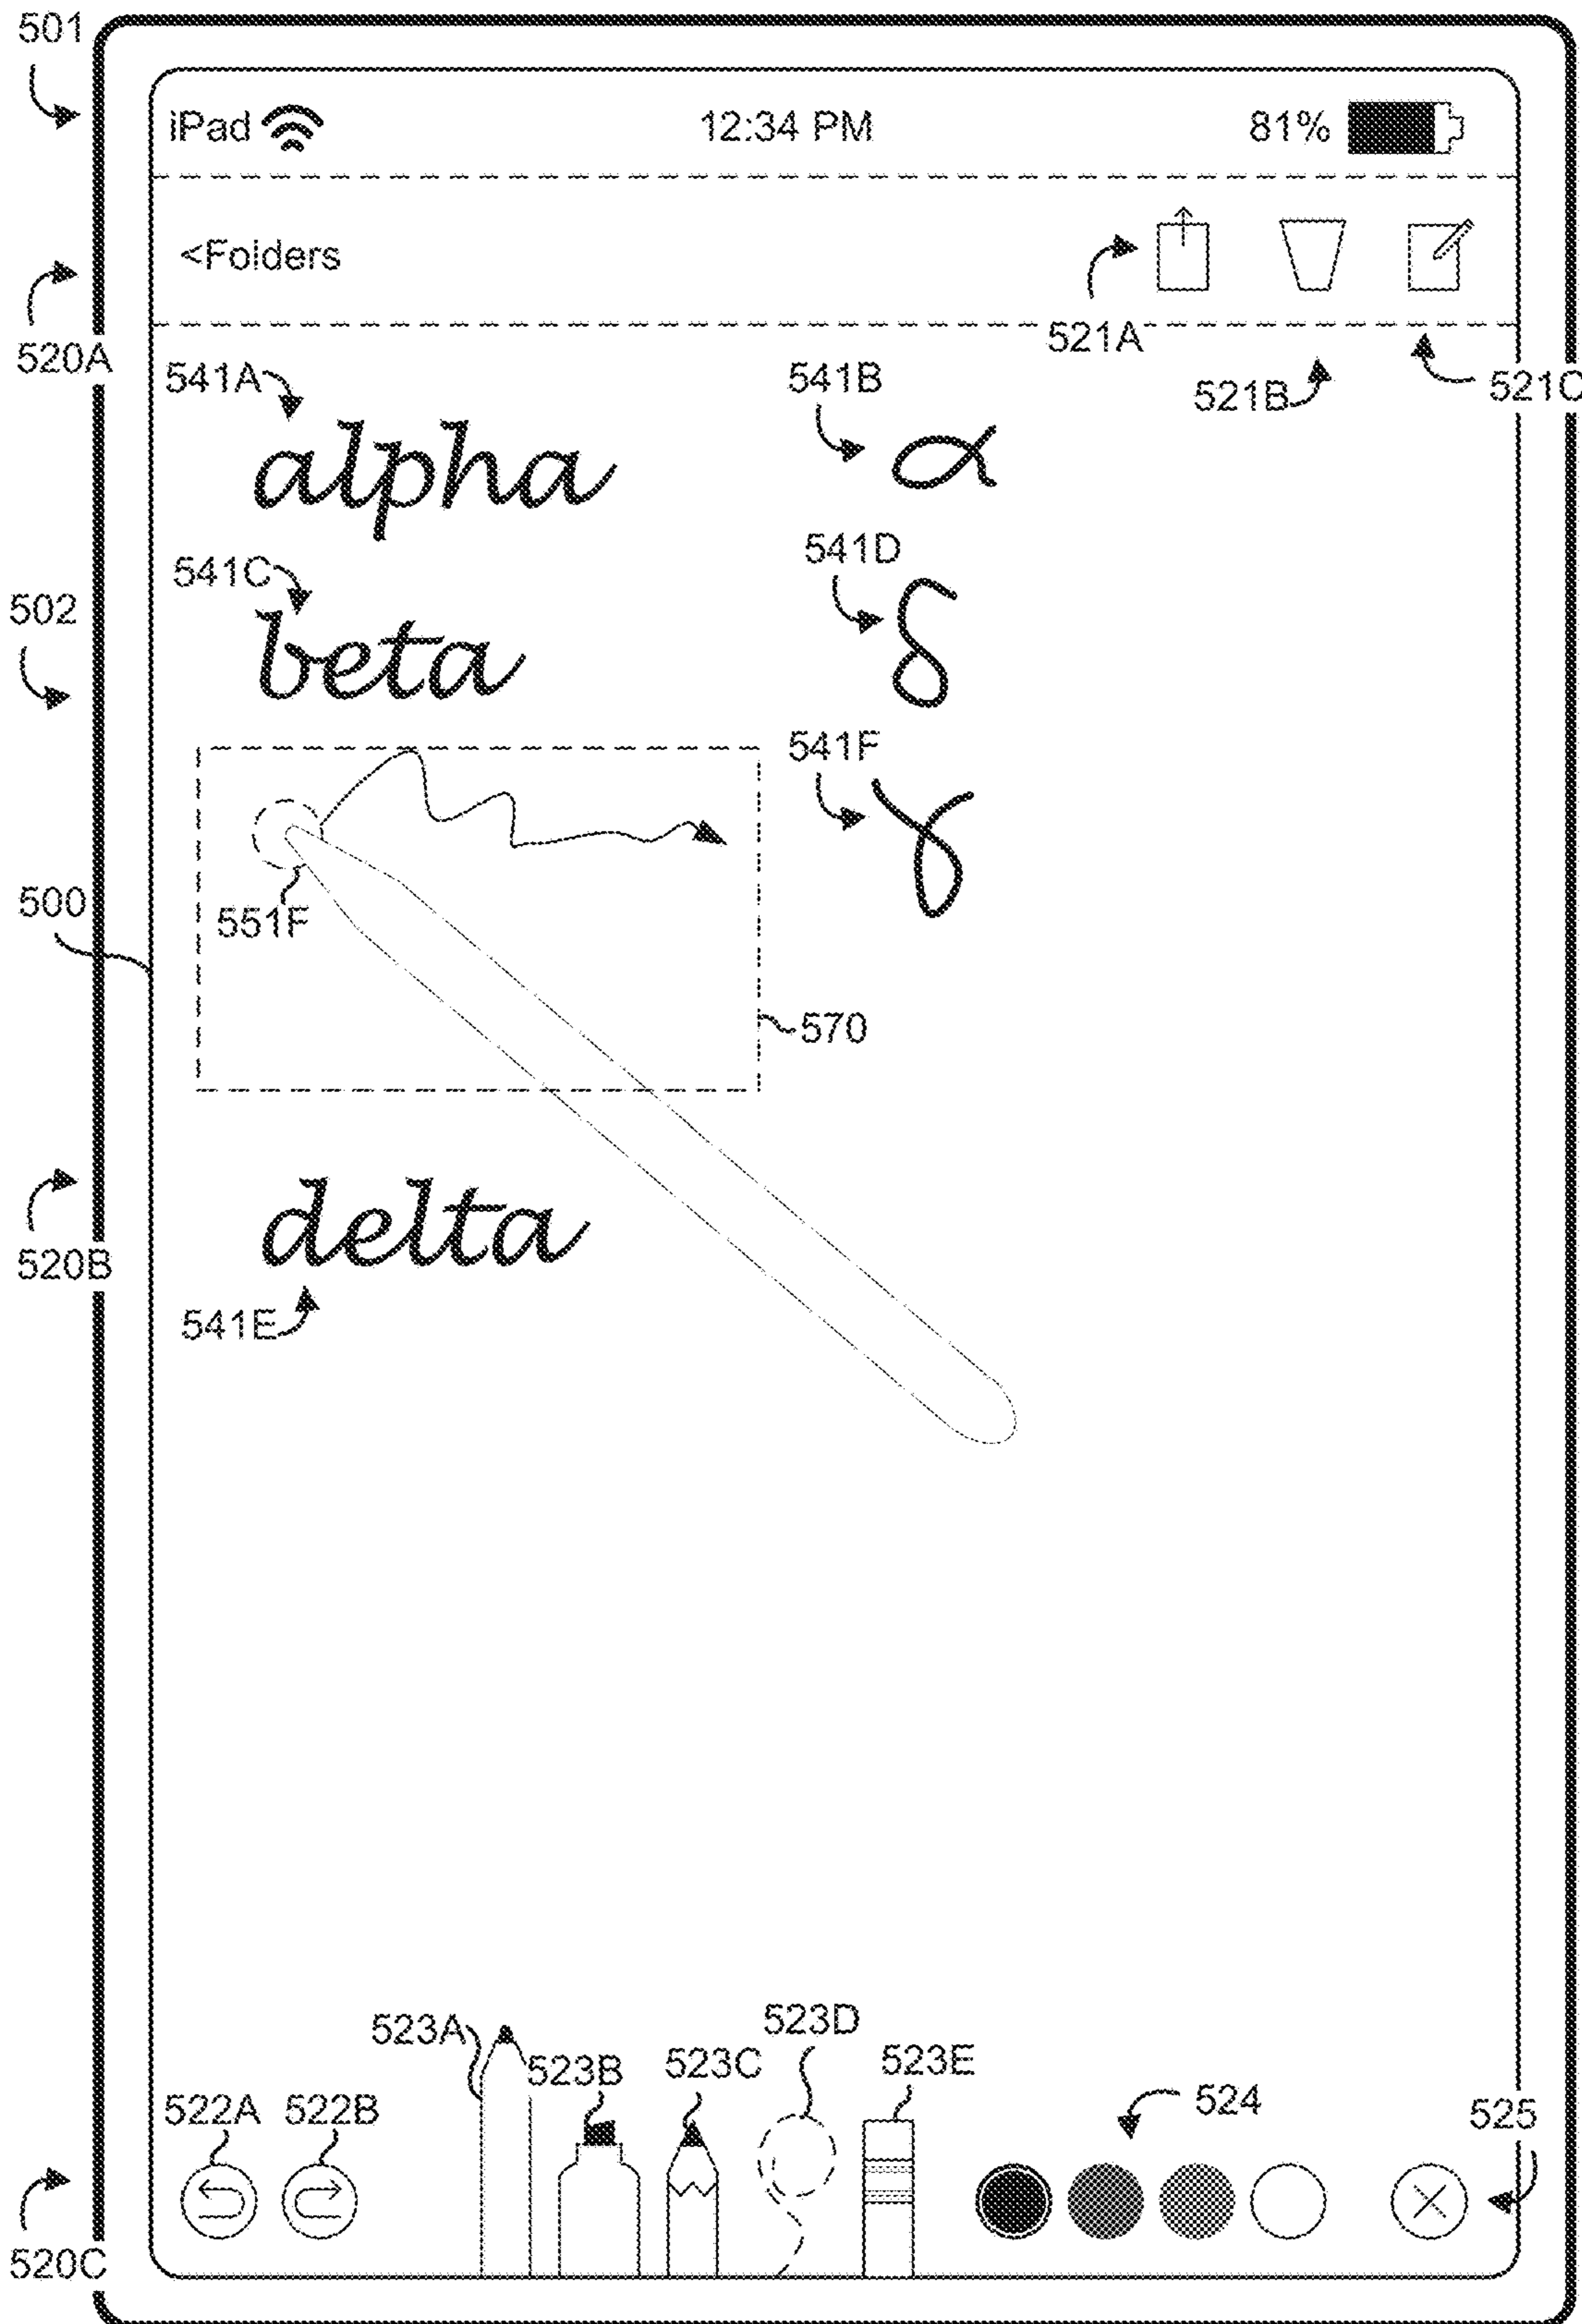 501
iPad 12:34 PM 81%
<Folders
520A
521A
521B
521C
541A
541B
alpha α
541C
541D
beta δ
502
541F
γ
551F
500
570
delta
520B
541E
523A
523B
523C
523D
523E
522A 522B
524
525
520C